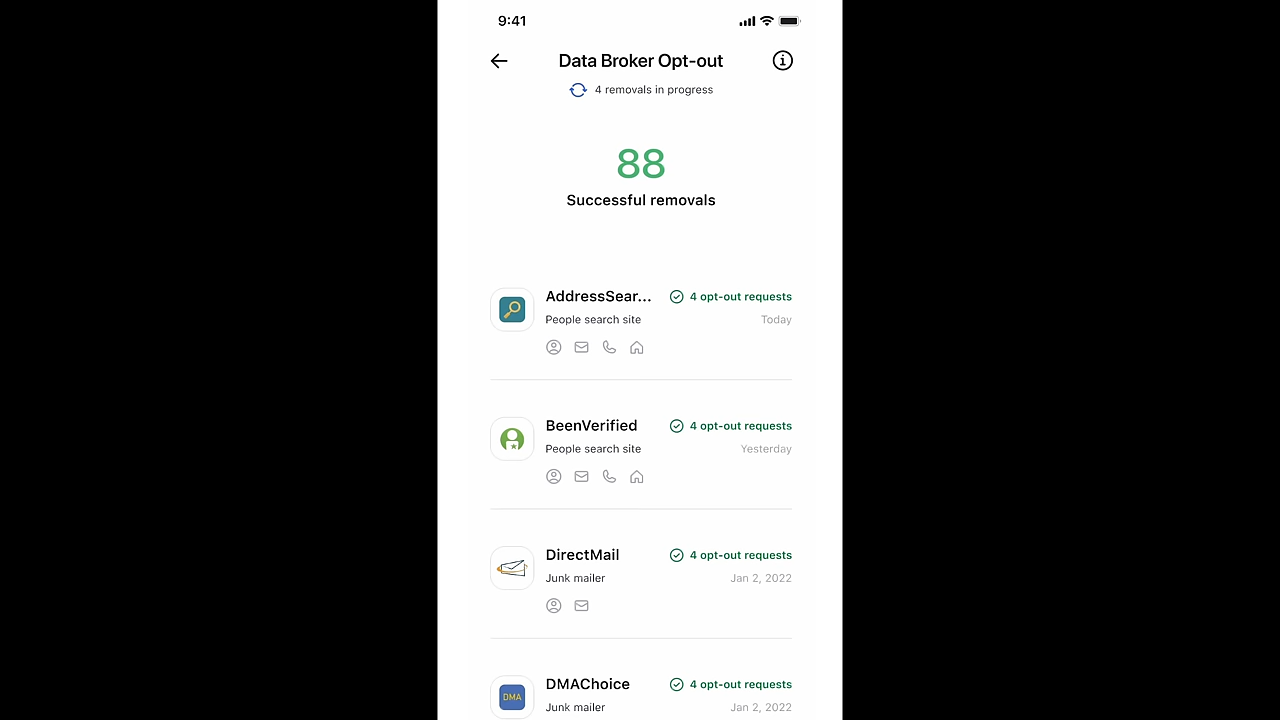 9:41
Data Broker Opt-out
4 removals in progress
88
Successful removals
AddressSear... 4 opt-out requests
People search site Today
BeenVerified 4 opt-out requests
People search site Yesterday
DirectMail 4 opt-out requests
Junk mailer Jan 2, 2022
DMA DMAChoice 4 opt-out requests
Junk mailer Jan 2, 2022